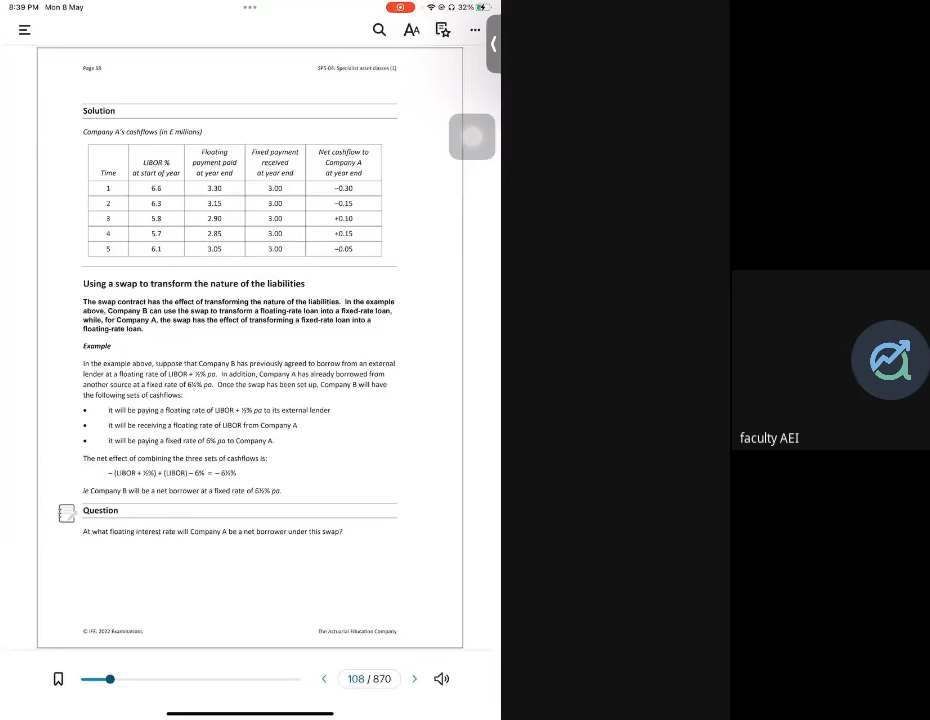 8:39 PM Mon 8 May
32%
AA
Page 18
SP5-04: Specialist asset classes (1)
Solution
Company A's cashflows (in £ millions)
Time LIBOR % at start of year Floating payment paid at year end Fixed payment received at year end Net cashflow to Company A at year end
1 6.6 3.30 3.00 –0.30
2 6.3 3.15 3.00 –0.15
3 5.8 2.90 3.00 +0.10
4 5.7 2.85 3.00 +0.15
5 6.1 3.05 3.00 –0.05
Using a swap to transform the nature of the liabilities
The swap contract has the effect of transforming the nature of the liabilities. In the example
above, Company B can use the swap to transform a floating-rate loan into a fixed-rate loan,
while, for Company A, the swap has the effect of transforming a fixed-rate loan into a
floating-rate loan.
Example
In the example above, suppose that Company B has previously agreed to borrow from an external
lender at a floating rate of LIBOR + ½% pa. In addition, Company A has already borrowed from
another source at a fixed rate of 6¼% pa. Once the swap has been set up, Company B will have
the following sets of cashflows:
• it will be paying a floating rate of LIBOR + ½% pa to its external lender
• it will be receiving a floating rate of LIBOR from Company A
• it will be paying a fixed rate of 6% pa to Company A.
The net effect of combining the three sets of cashflows is:
– (LIBOR + ½%) + (LIBOR) – 6% = – 6½%
ie Company B will be a net borrower at a fixed rate of 6½% pa.
Question
At what floating interest rate will Company A be a net borrower under this swap?
© IFE: 2022 Examinations
The Actuarial Education Company
108 / 870
faculty AEI